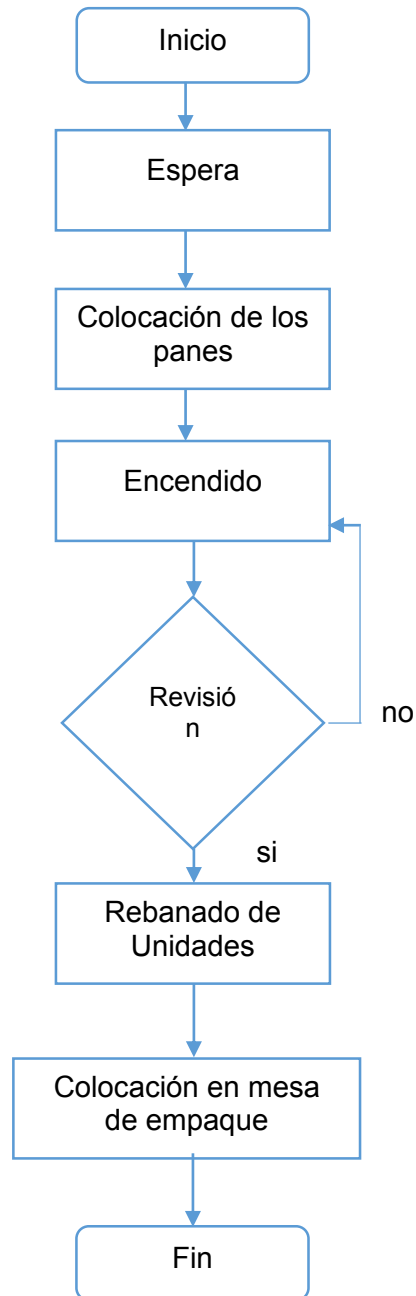 Inicio
Espera
Colocación de los
panes
Encendido
Revisió
n
no
si
Rebanado de
Unidades
Colocación en mesa
de empaque
Fin